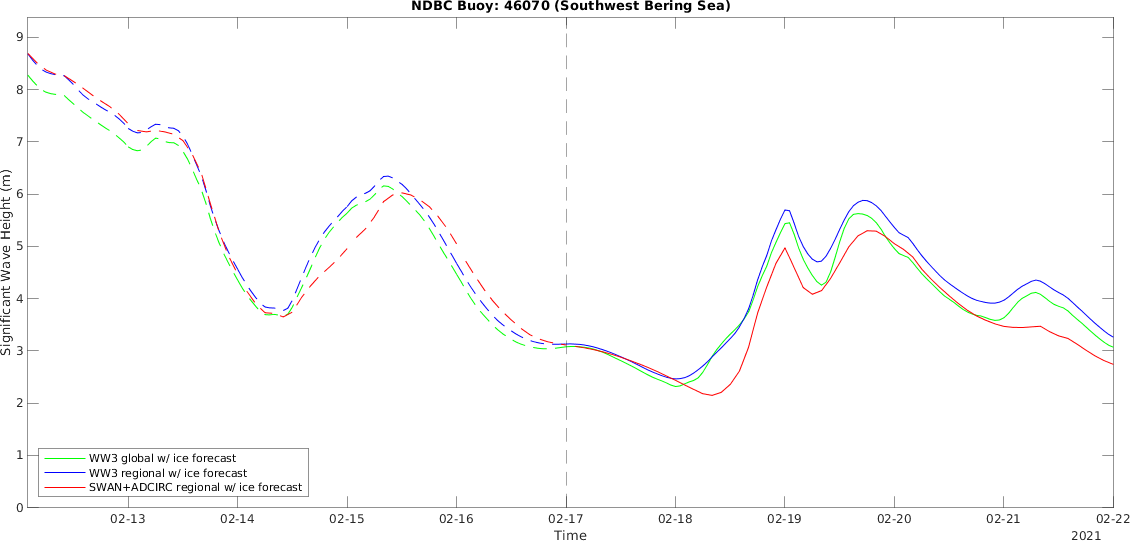 NDBC Buoy: 46070 (Southwest Bering Sea)
9
8
7
6
5
4
3
2
1
0
Significant Wave Height (m)
WW3 global w/ ice forecast
WW3 regional w/ ice forecast
SWAN+ADCIRC regional w/ ice forecast
02-13 02-14 02-15 02-16 02-17 02-18 02-19 02-20 02-21 02-22
Time
2021